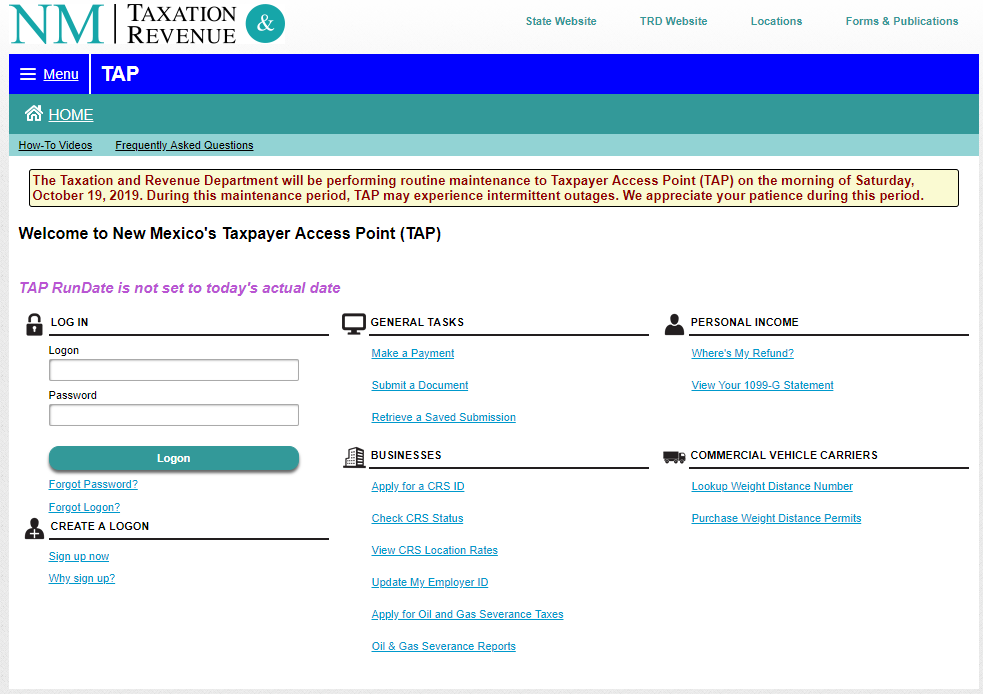 NM TAXATION & REVENUE
State Website TRD Website Locations Forms & Publications
Menu TAP
HOME
How-To Videos Frequently Asked Questions
The Taxation and Revenue Department will be performing routine maintenance to Taxpayer Access Point (TAP) on the morning of Saturday,
October 19, 2019. During this maintenance period, TAP may experience intermittent outages. We appreciate your patience during this period.
Welcome to New Mexico's Taxpayer Access Point (TAP)
TAP RunDate is not set to today's actual date
LOG IN
Logon
Password
Logon
Forgot Password?
Forgot Logon?
CREATE A LOGON
Sign up now
Why sign up?
GENERAL TASKS
Make a Payment
Submit a Document
Retrieve a Saved Submission
BUSINESSES
Apply for a CRS ID
Check CRS Status
View CRS Location Rates
Update My Employer ID
Apply for Oil and Gas Severance Taxes
Oil & Gas Severance Reports
PERSONAL INCOME
Where's My Refund?
View Your 1099-G Statement
COMMERCIAL VEHICLE CARRIERS
Lookup Weight Distance Number
Purchase Weight Distance Permits